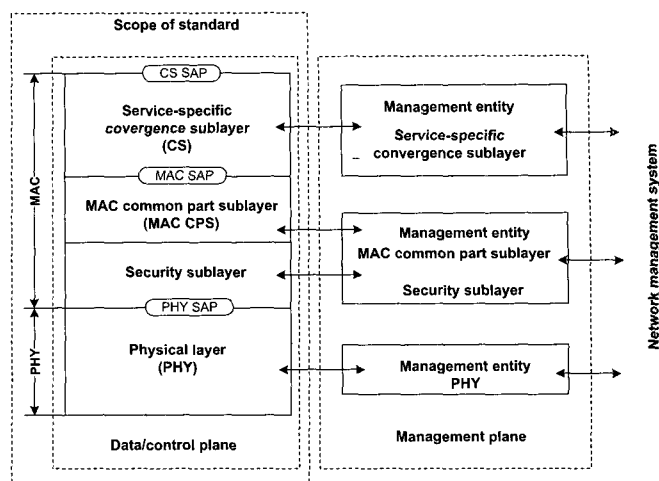 Scope of standard
CS SAP
Service-specific
covergence sublayer
(CS)
MAC SAP
MAC common part sublayer
(MAC CPS)
Security sublayer
PHY SAP
Physical layer
(PHY)
Data/control plane
MAC
PHY
Management entity
Service-specific
convergence sublayer
Management entity
MAC common part sublayer
Security sublayer
Management entity
PHY
Management plane
Network management system